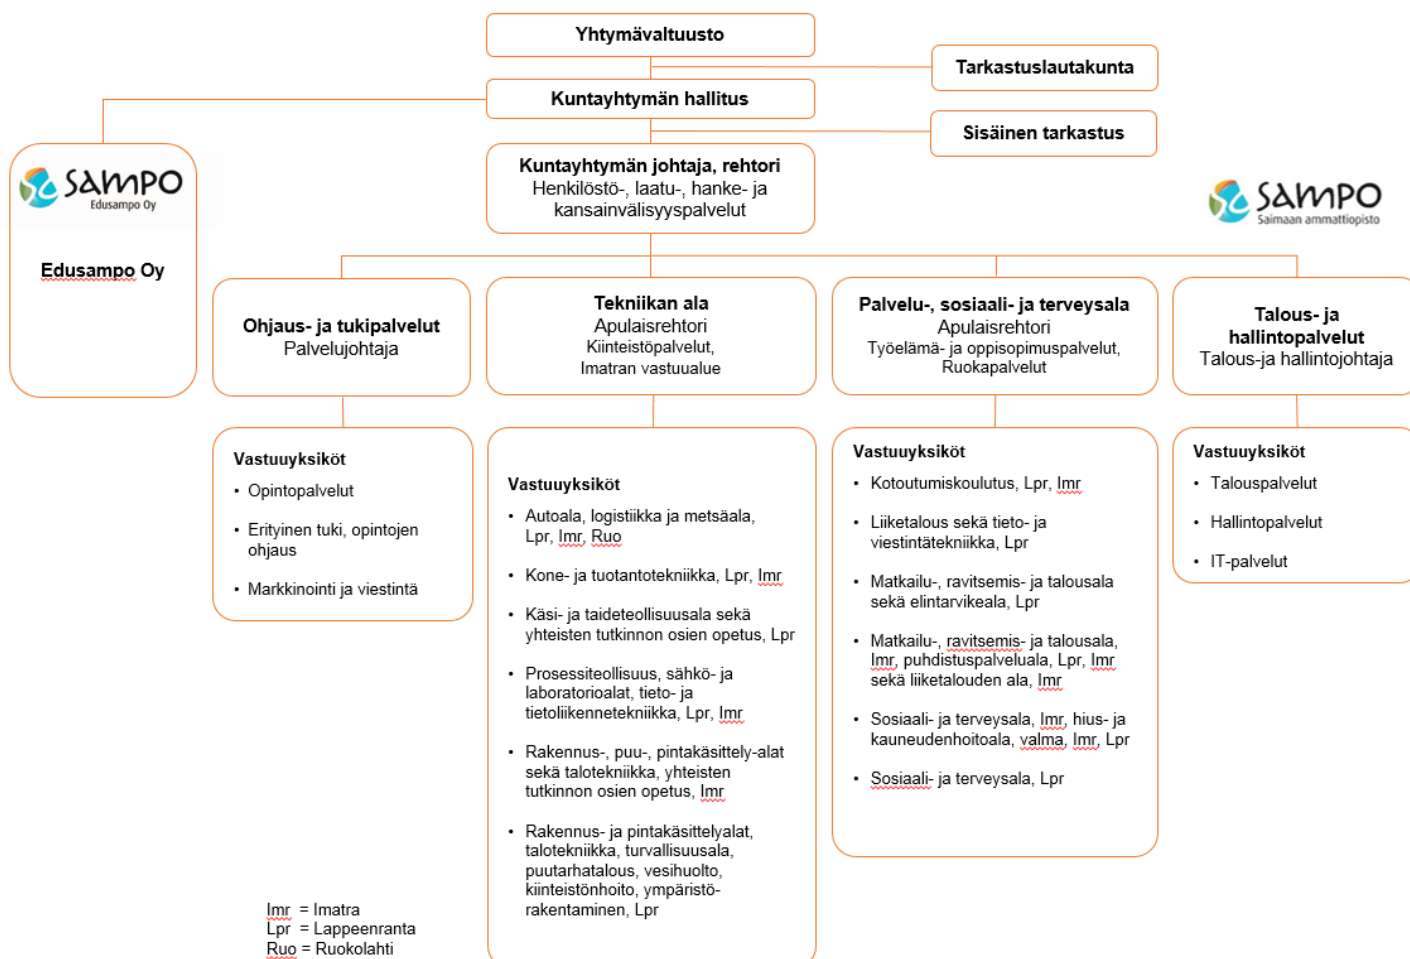 Yhtymävaltuusto
Tarkastuslautakunta
Kuntayhtymän hallitus
Sisäinen tarkastus
SAMPO
Edusampo Oy
Edusampo Oy
Kuntayhtymän johtaja, rehtori
Henkilöstö-, laatu-, hanke- ja
kansainvälisyyspalvelut
SAMPO
Saimaan ammattiopisto
Ohjaus- ja tukipalvelut
Palvelujohtaja
Tekniikan ala
Apulaisrehtori
Kiinteistöpalvelut,
Imatran vastuualue
Palvelu-, sosiaali- ja terveysala
Apulaisrehtori
Työelämä- ja oppisopimuspalvelut,
Ruokapalvelut
Talous- ja
hallintopalvelut
Talous-ja hallintojohtaja
Vastuuyksiköt
• Opintopalvelut
• Erityinen tuki, opintojen
ohjaus
• Markkinointi ja viestintä
Vastuuyksiköt
• Autoala, logistiikka ja metsäala,
Lpr, Imr, Ruo
• Kone- ja tuotantotekniikka, Lpr, Imr
• Käsi- ja taideteollisuusala sekä
yhteisten tutkinnon osien opetus, Lpr
• Prosessiteollisuus, sähkö- ja
laboratorioalat, tieto- ja
tietoliikennetekniikka, Lpr, Imr
• Rakennus-, puu-, pintakäsittely-alat
sekä talotekniikka, yhteisten
tutkinnon osien opetus, Imr
• Rakennus- ja pintakäsittelyalat,
talotekniikka, turvallisuusala,
puutarhatalous, vesihuolto,
kiinteistönhoito, ympäristö-
rakentaminen, Lpr
Vastuuyksiköt
• Kotoutumiskoulutus, Lpr, Imr
• Liiketalous sekä tieto- ja
viestintätekniikka, Lpr
• Matkailu-, ravitsemis- ja talousala
sekä elintarvikeala, Lpr
• Matkailu-, ravitsemis- ja talousala,
Imr, puhdistuspalveluala, Lpr, Imr
sekä liiketalouden ala, Imr
• Sosiaali- ja terveysala, Imr, hius- ja
kauneudenhoitoala, valma, Imr, Lpr
• Sosiaali- ja terveysala, Lpr
Vastuuyksiköt
• Talouspalvelut
• Hallintopalvelut
• IT-palvelut
Imr = Imatra
Lpr = Lappeenranta
Ruo = Ruokolahti